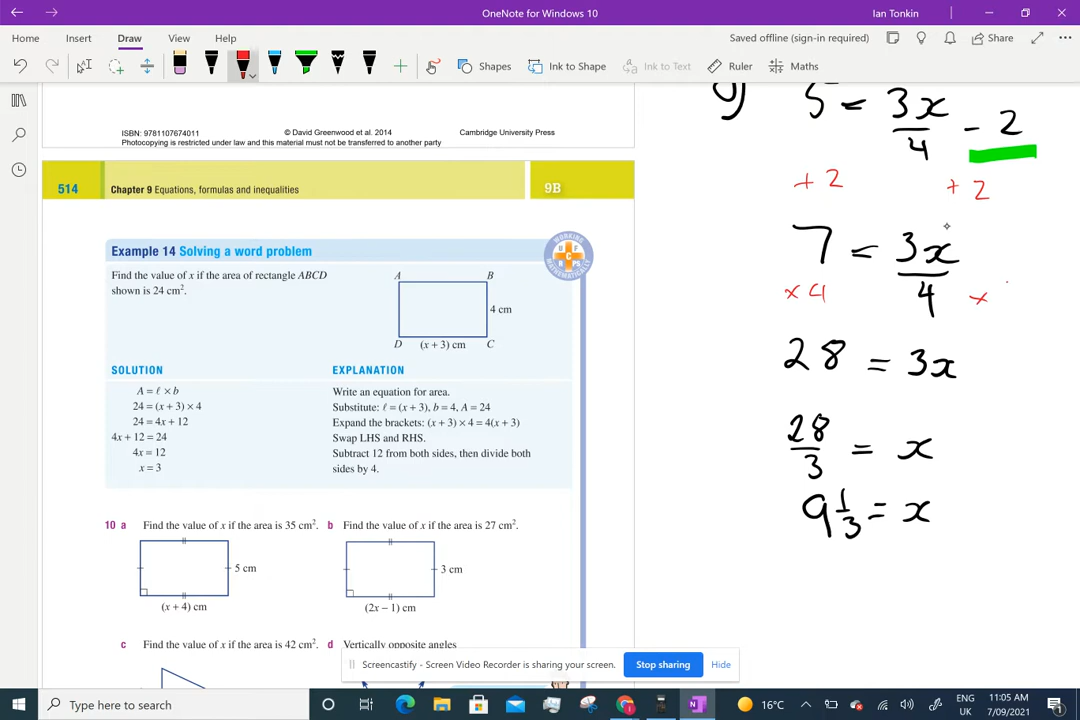 OneNote for Windows 10
Ian Tonkin
Home Insert Draw View Help
Saved offline (sign-in required)
Share
Shapes
Ink to Shape
Ink to Text
Ruler
Maths
ISBN: 9781107674011 © David Greenwood et al. 2014 Cambridge University Press
Photocopying is restricted under law and this material must not be transferred to another party
514 Chapter 9 Equations, formulas and inequalities 9B
Example 14 Solving a word problem
WORKING
U F
C
R PS
MATHEMATICALLY
Find the value of x if the area of rectangle ABCD
shown is 24 cm².
A B
4 cm
D (x + 3) cm C
SOLUTION EXPLANATION
A = ℓ × b Write an equation for area.
24 = (x + 3) × 4 Substitute: ℓ = (x + 3), b = 4, A = 24
24 = 4x + 12 Expand the brackets: (x + 3) × 4 = 4(x + 3)
4x + 12 = 24 Swap LHS and RHS.
4x = 12 Subtract 12 from both sides, then divide both
x = 3 sides by 4.
10 a Find the value of x if the area is 35 cm². b Find the value of x if the area is 27 cm².
5 cm
3 cm
(x + 4) cm
(2x − 1) cm
c Find the value of x if the area is 42 cm². d Vertically opposite angles
5 = 3x/4 - 2
+ 2 + 2
7 = 3x/4
× 4 ×
28 = 3x
28/3 = x
9 1/3 = x
Screencastify - Screen Video Recorder is sharing your screen.
Stop sharing
Hide
Type here to search
16°C
ENG
UK
11:05 AM
7/09/2021
1